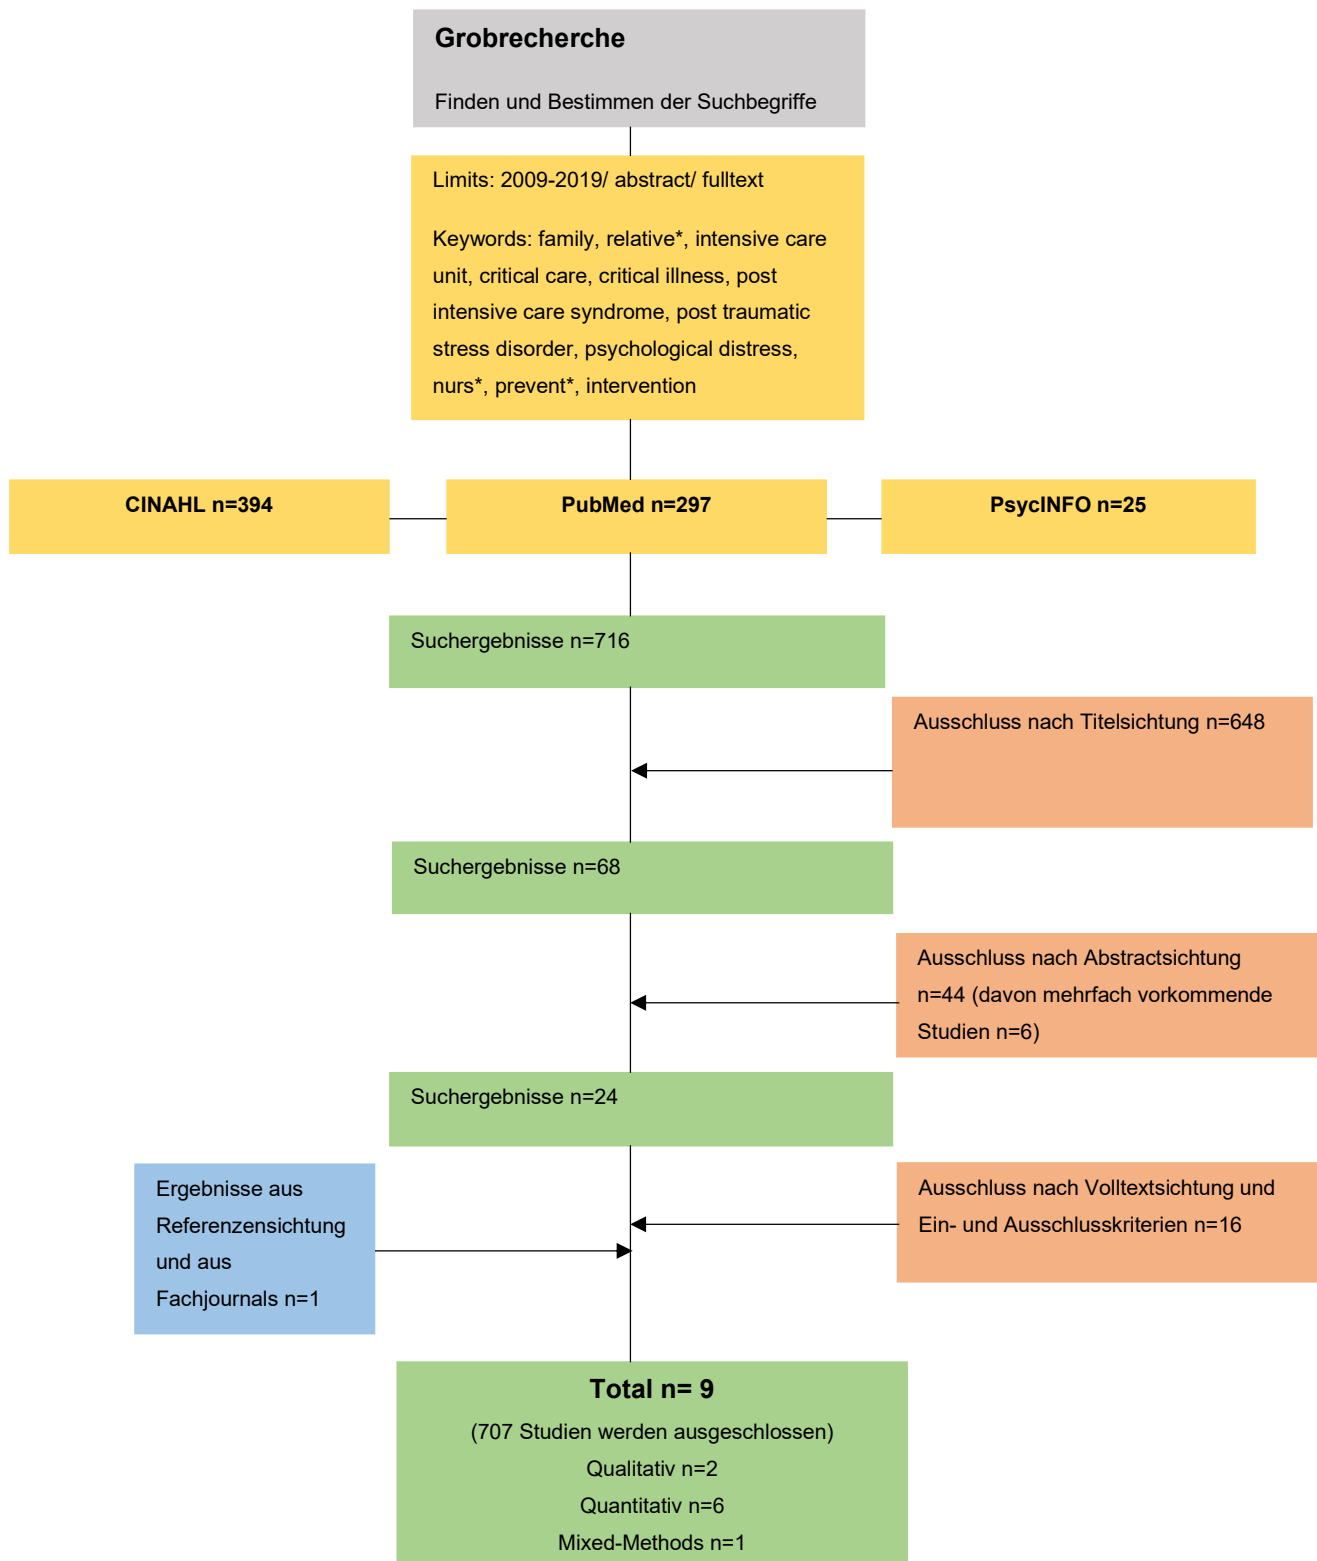 Grobrecherche
Finden und Bestimmen der Suchbegriffe
Limits: 2009-2019/ abstract/ fulltext
Keywords: family, relative*, intensive care
unit, critical care, critical illness, post
intensive care syndrome, post traumatic
stress disorder, psychological distress,
nurs*, prevent*, intervention
CINAHL n=394
PubMed n=297
PsycINFO n=25
Suchergebnisse n=716
Ausschluss nach Titelsichtung n=648
Suchergebnisse n=68
Ausschluss nach Abstractsichtung
n=44 (davon mehrfach vorkommende
Studien n=6)
Suchergebnisse n=24
Ergebnisse aus
Referenzensichtung
und aus
Fachjournals n=1
Ausschluss nach Volltextsichtung und
Ein- und Ausschlusskriterien n=16
Total n= 9
(707 Studien werden ausgeschlossen)
Qualitativ n=2
Quantitativ n=6
Mixed-Methods n=1